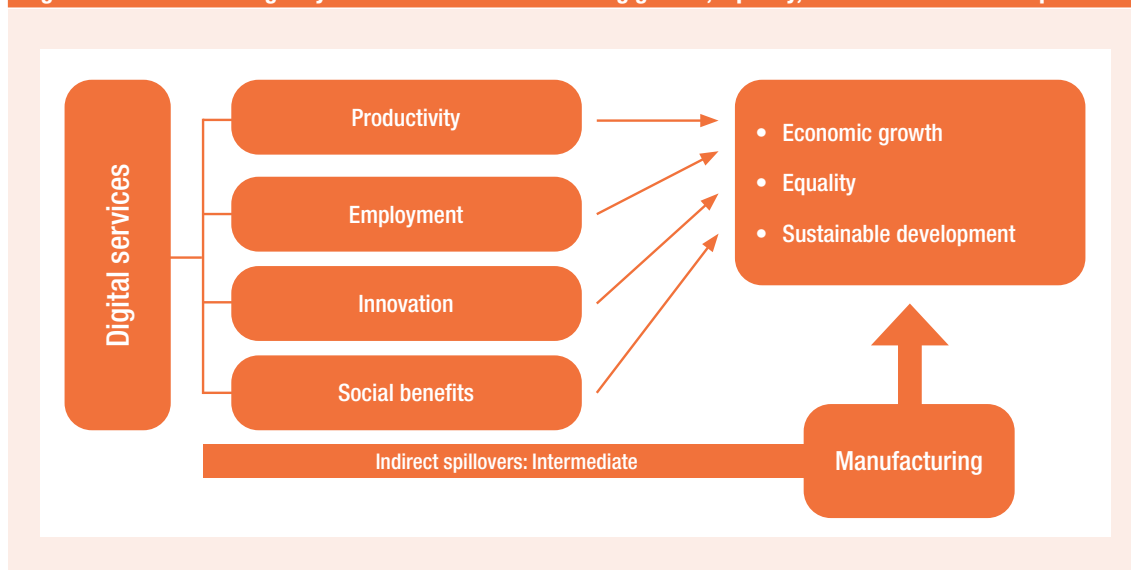 Digital services
Productivity
Employment
Innovation
Social benefits
• Economic growth
• Equality
• Sustainable development
Indirect spillovers: Intermediate
Manufacturing